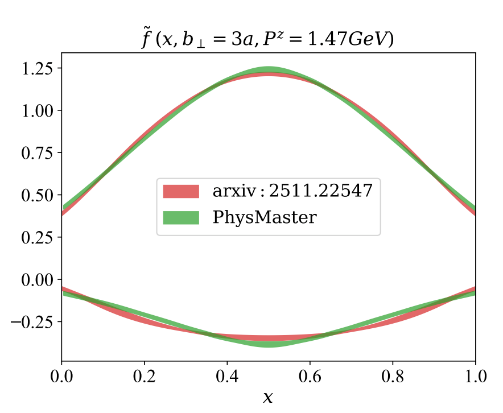 f̃ (x, b⊥ = 3a, Pᶻ = 1.47GeV)
1.25
1.00
0.75
0.50
0.25
0.00
−0.25
arxiv : 2511.22547
PhysMaster
0.0 0.2 0.4 0.6 0.8 1.0
x